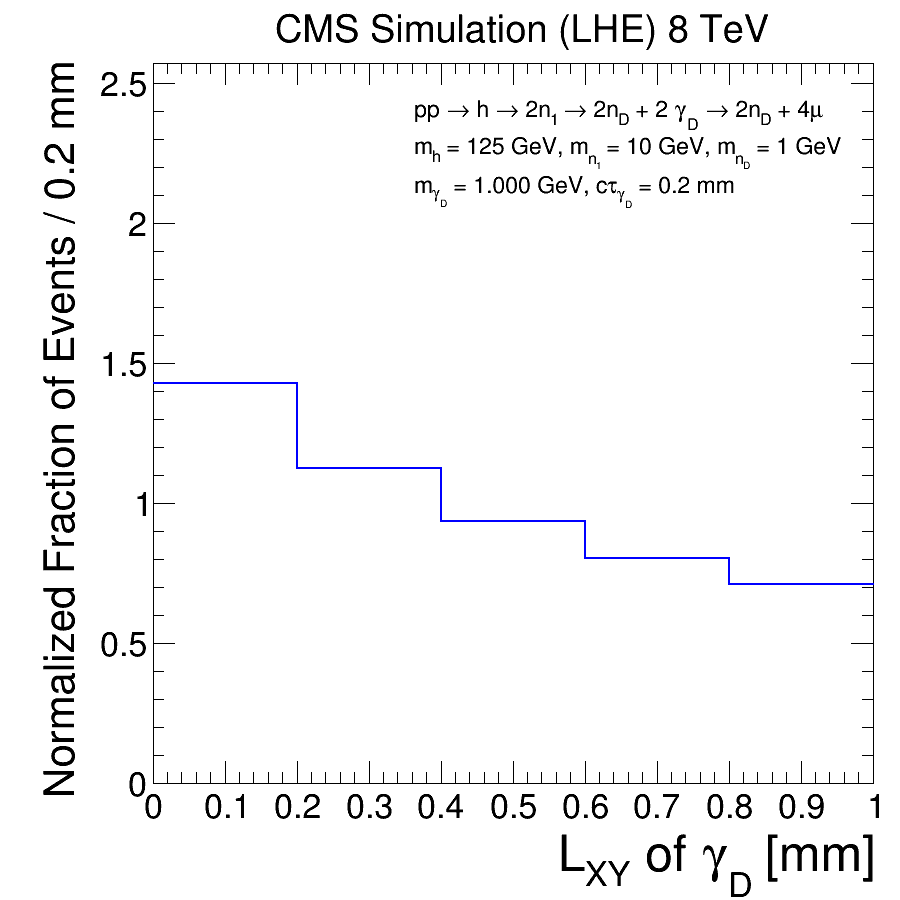 CMS Simulation (LHE) 8 TeV
Normalized Fraction of Events / 0.2 mm
2.5
2
1.5
1
0.5
0
pp → h → 2n₁ → 2n_D + 2 γ_D → 2n_D + 4μ
m_h = 125 GeV, m_n₁ = 10 GeV, m_n_D = 1 GeV
m_γ_D = 1.000 GeV, cτ_γ_D = 0.2 mm
0 0.1 0.2 0.3 0.4 0.5 0.6 0.7 0.8 0.9 1
L_XY of γ_D [mm]